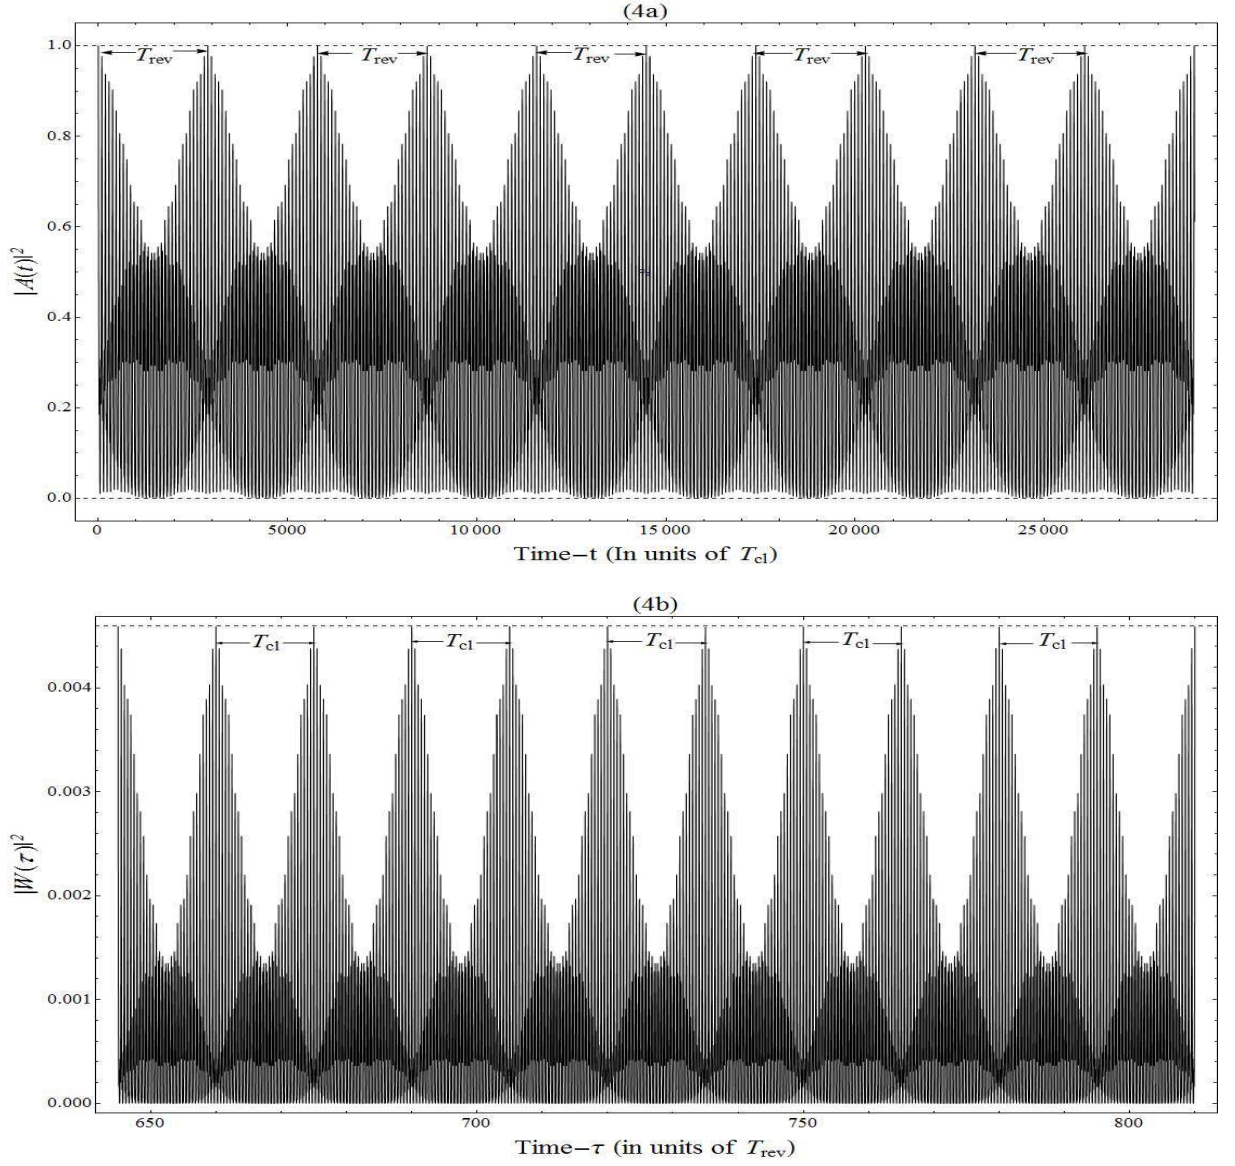 (4a)
1.0
T_rev T_rev T_rev T_rev T_rev
0.8
0.6
|A(t)|²
0.4
0.2
0.0
0 5000 10 000 15 000 20 000 25 000
Time−t (In units of T_cl)
(4b)
T_cl T_cl T_cl T_cl T_cl
0.004
0.003
|W(τ)|²
0.002
0.001
0.000
650 700 750 800
Time−τ (in units of T_rev)